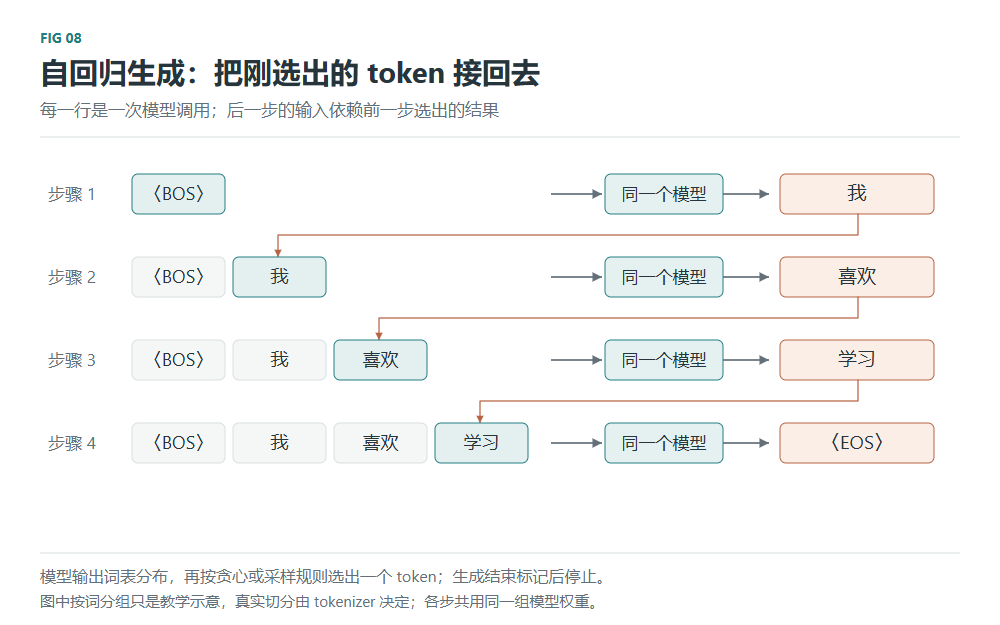 FIG 08
自回归生成：把刚选出的 token 接回去
每一行是一次模型调用；后一步的输入依赖前一步选出的结果
步骤 1 〈BOS〉 同一个模型 我
步骤 2 〈BOS〉 我 同一个模型 喜欢
步骤 3 〈BOS〉 我 喜欢 同一个模型 学习
步骤 4 〈BOS〉 我 喜欢 学习 同一个模型 〈EOS〉
模型输出词表分布，再按贪心或采样规则选出一个 token；生成结束标记后停止。
图中按词分组只是教学示意，真实切分由 tokenizer 决定；各步共用同一组模型权重。